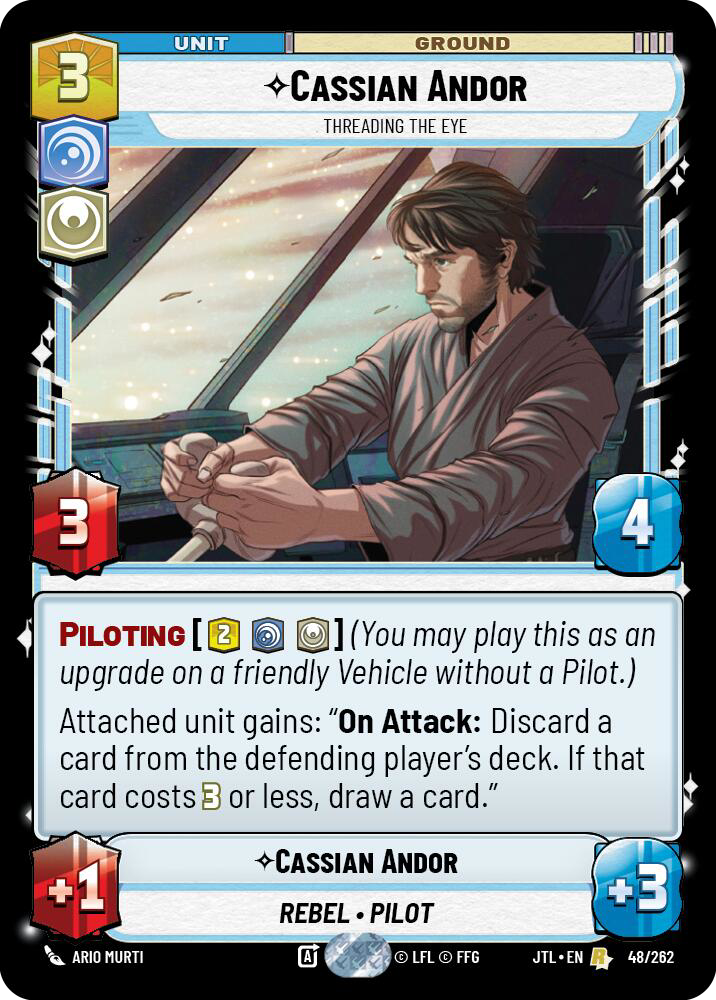 UNIT
GROUND
3
✧CASSIAN ANDOR
THREADING THE EYE
3
4
PILOTING [2] (You may play this as an
upgrade on a friendly Vehicle without a Pilot.)
Attached unit gains: “On Attack: Discard a
card from the defending player’s deck. If that
card costs 3 or less, draw a card.”
+1
✧CASSIAN ANDOR
+3
REBEL • PILOT
ARIO MURTI
A
© LFL © FFG
JTL • EN
R
48/262